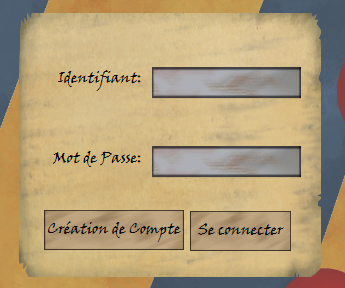 Identifiant:
Mot de Passe:
Création de Compte
Se connecter